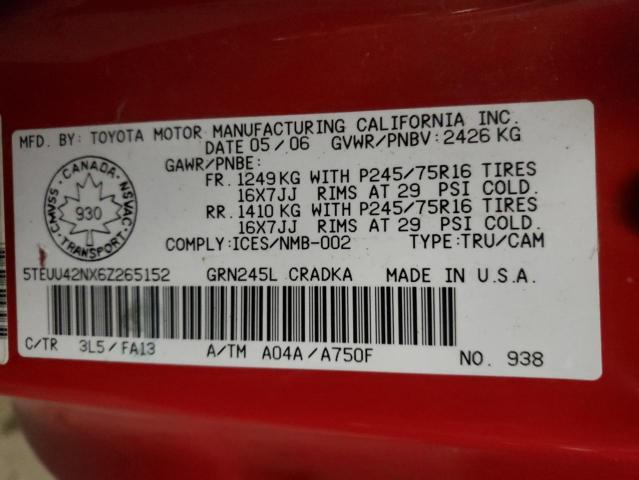 MFD. BY: TOYOTA MOTOR MANUFACTURING CALIFORNIA INC.
DATE 05/06 GVWR/PNBV: 2426 KG
GAWR/PNBE:
FR. 1249 KG WITH P245/75R16 TIRES
16X7JJ RIMS AT 29 PSI COLD.
RR. 1410 KG WITH P245/75R16 TIRES
16X7JJ RIMS AT 29 PSI COLD.
COMPLY: ICES/NMB-002 TYPE: TRU/CAM
CANADA
CMVSS - NSVAC
930
TRANSPORT
5TEUU42NX6Z265152 GRN245L CRADKA MADE IN U.S.A.
C/TR 3L5/FA13 A/TM A04A/A750F NO. 938